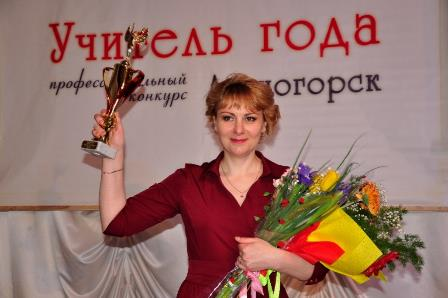 Учитель года
профессиональный
конкурс